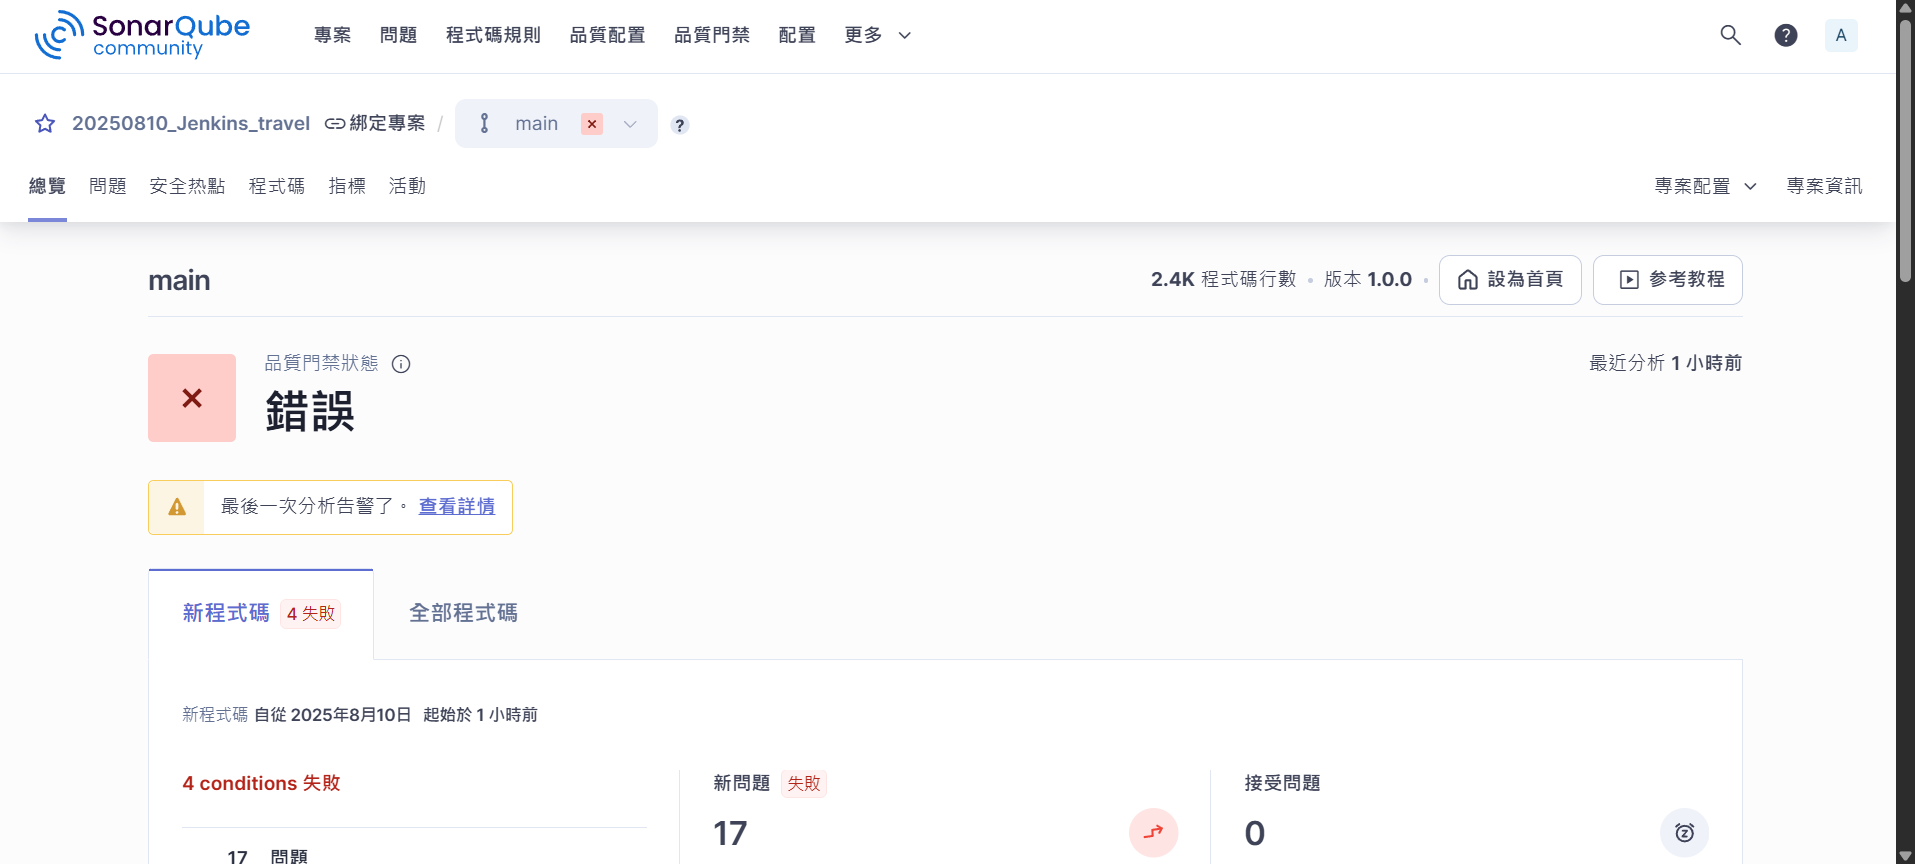 SonarQube community
專案 問題 程式碼規則 品質配置 品質門禁 配置 更多 ? A
20250810_Jenkins_travel 綁定專案 / main ?
總覽 問題 安全热點 程式碼 指標 活動 專案配置 專案資訊
main 2.4K 程式碼行數 • 版本 1.0.0 • 設為首頁 参考教程
品質門禁狀態 最近分析 1 小時前
錯誤
最後一次分析告警了。 查看詳情
新程式碼 4 失敗 全部程式碼
新程式碼 自從 2025年8月10日 起始於 1 小時前
4 conditions 失敗 新問題 失敗 接受問題
17 0
17 問題